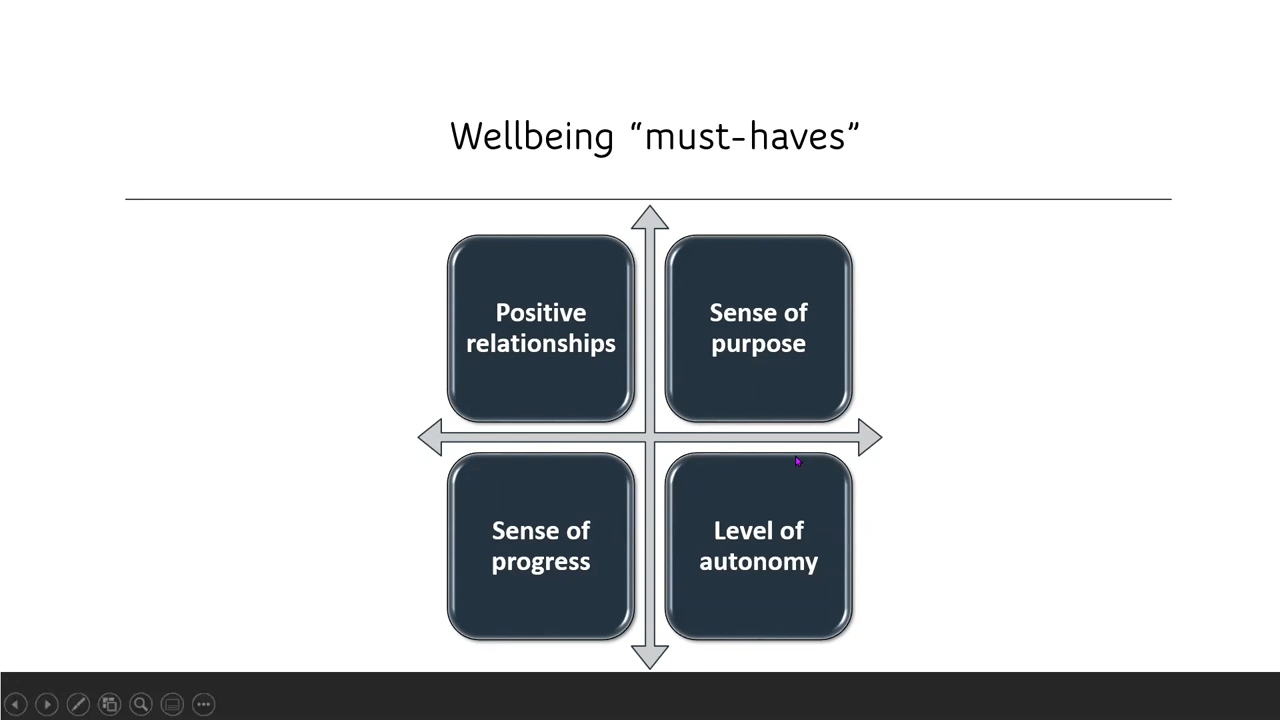 Wellbeing “must-haves”
Positive
relationships
Sense of
purpose
Sense of
progress
Level of
autonomy